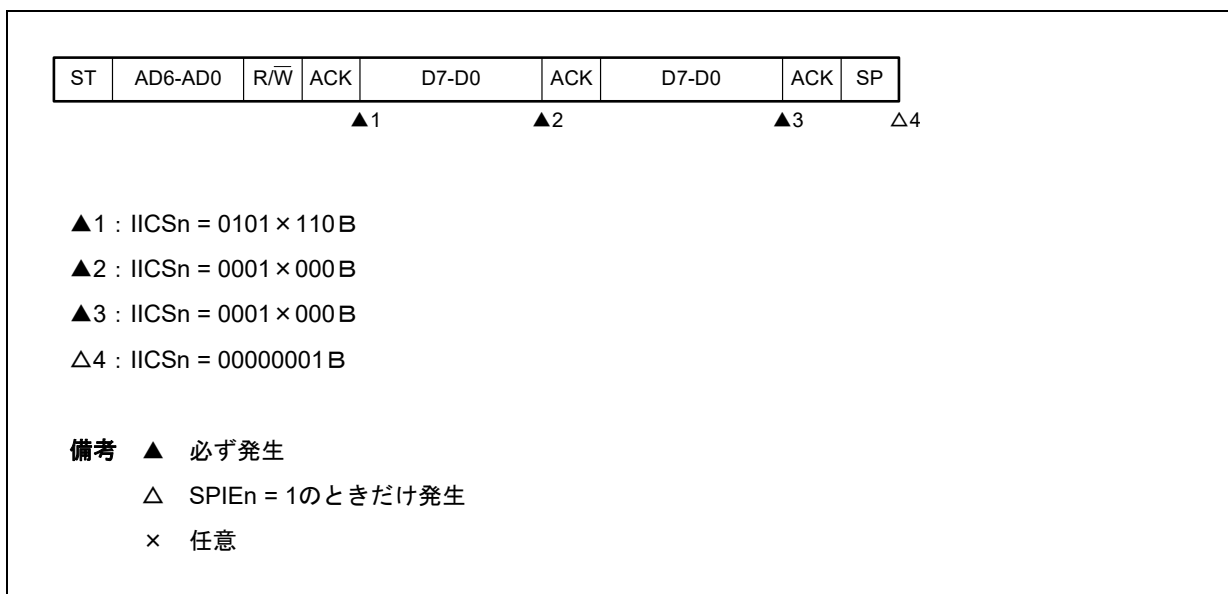 ST AD6-AD0 R/W̅ ACK D7-D0 ACK D7-D0 ACK SP
▲1 ▲2 ▲3 △4
▲1：IICSn = 0101×110B
▲2：IICSn = 0001×000B
▲3：IICSn = 0001×000B
△4：IICSn = 00000001B
備考 ▲ 必ず発生
△ SPIEn = 1のときだけ発生
× 任意